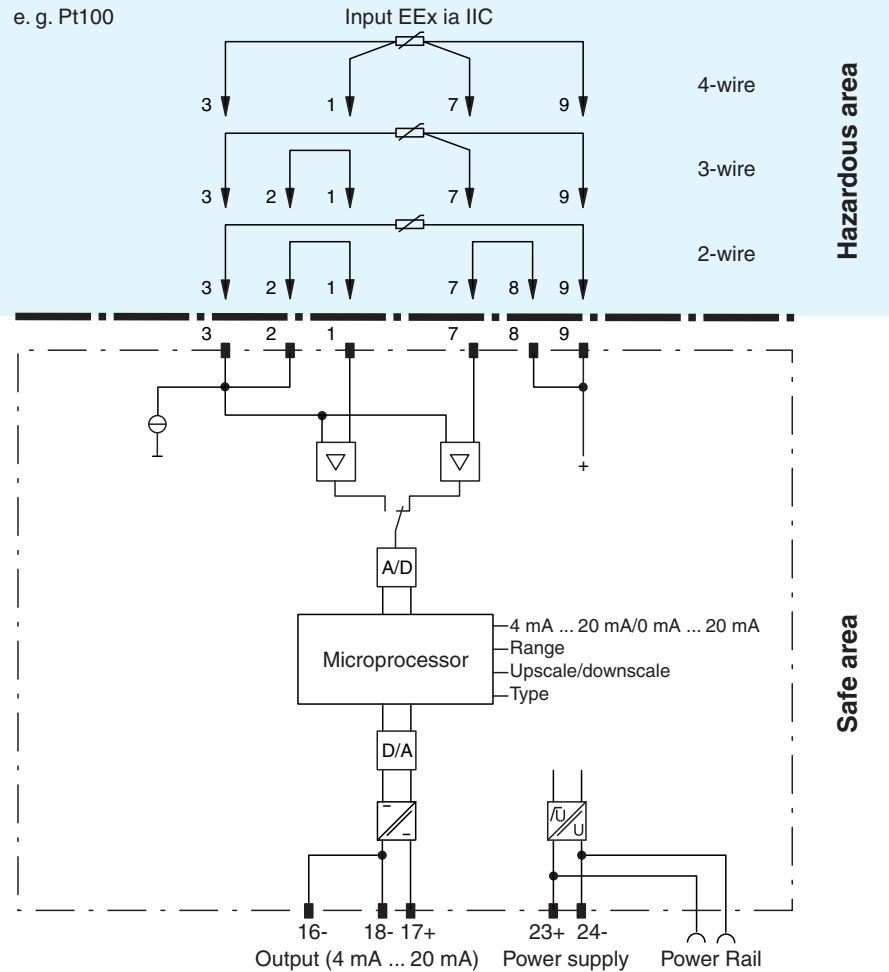 e. g. Pt100 Input EEx ia IIC
3 1 7 9 4-wire
3 2 1 7 9 3-wire
3 2 1 7 8 9 2-wire
Hazardous area
3 2 1 7 8 9
+
A/D
Microprocessor
4 mA ... 20 mA/0 mA ... 20 mA
Range
Upscale/downscale
Type
Safe area
D/A
U
U
16- 18- 17+ 23+ 24-
Output (4 mA ... 20 mA) Power supply Power Rail